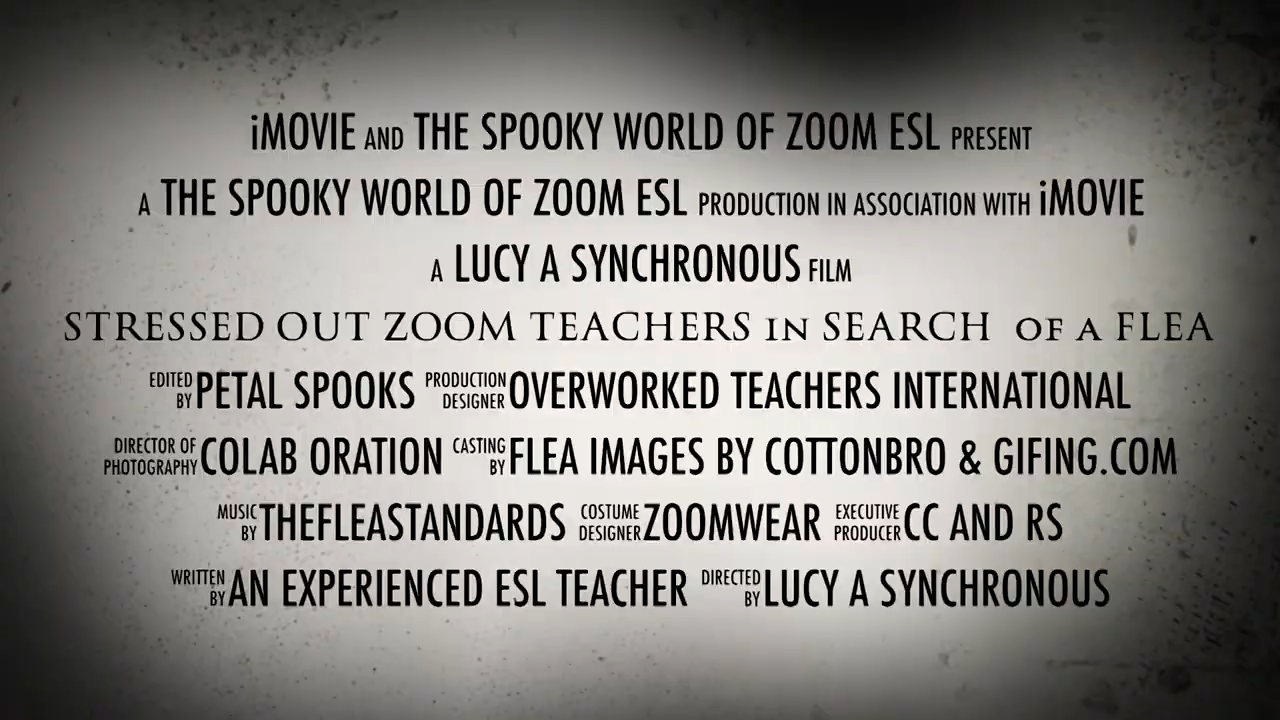 iMOVIE AND THE SPOOKY WORLD OF ZOOM ESL PRESENT
A THE SPOOKY WORLD OF ZOOM ESL PRODUCTION IN ASSOCIATION WITH iMOVIE
A LUCY A SYNCHRONOUS FILM
STRESSED OUT ZOOM TEACHERS IN SEARCH OF A FLEA
EDITED BY PETAL SPOOKS PRODUCTION DESIGNER OVERWORKED TEACHERS INTERNATIONAL
DIRECTOR OF PHOTOGRAPHY COLAB ORATION CASTING BY FLEA IMAGES BY COTTONBRO & GIFING.COM
MUSIC BY THEFLEASTANDARDS COSTUME DESIGNER ZOOMWEAR EXECUTIVE PRODUCER CC AND RS
WRITTEN BY AN EXPERIENCED ESL TEACHER DIRECTED BY LUCY A SYNCHRONOUS